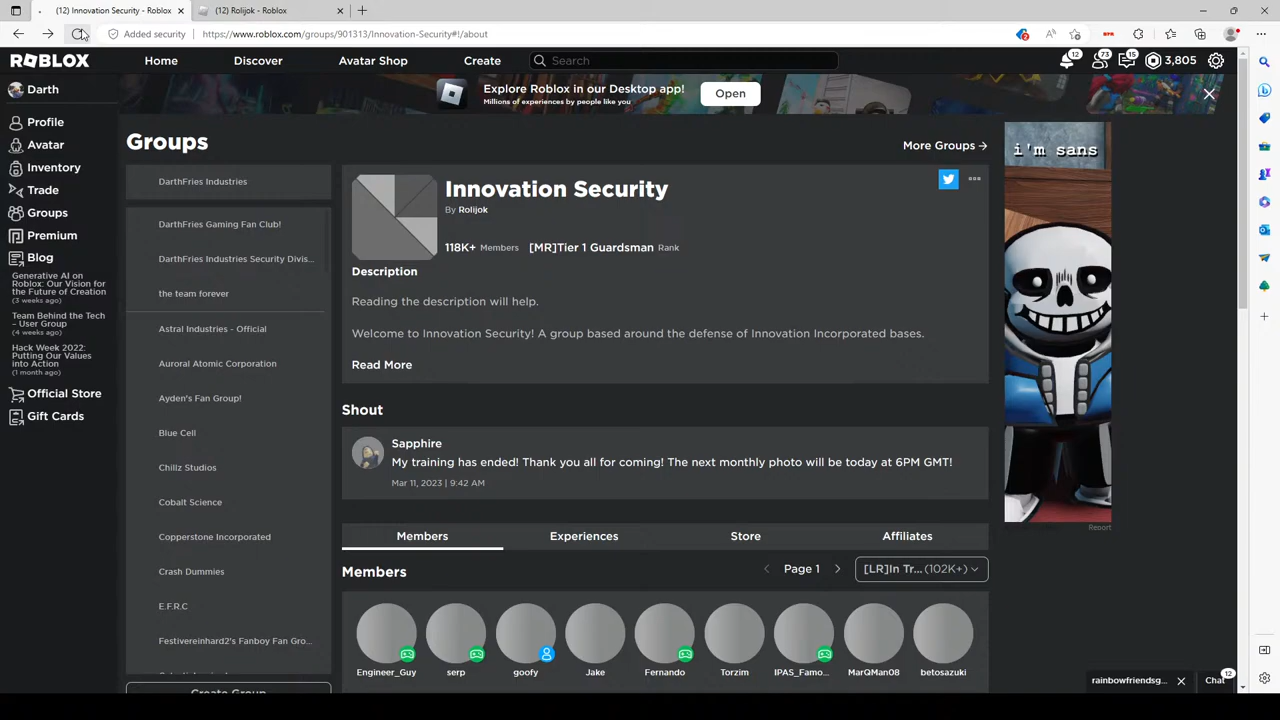 (12) Innovation Security - Roblox
(12) Rolijok - Roblox
Added security
https://www.roblox.com/groups/901313/Innovation-Security#!/about
2
ROBLOX
Home
Discover
Avatar Shop
Create
Search
12
73
15
3,805
Darth
Profile
Avatar
Inventory
Trade
Groups
Premium
Blog
Generative AI on
Roblox: Our Vision for
the Future of Creation
(3 weeks ago)
Team Behind the Tech
– User Group
(4 weeks ago)
Hack Week 2022:
Putting Our Values
into Action
(1 month ago)
Official Store
Gift Cards
Explore Roblox in our Desktop app!
Millions of experiences by people like you
Open
Groups
More Groups
DarthFries Industries
DarthFries Gaming Fan Club!
DarthFries Industries Security Divis...
the team forever
Astral Industries - Official
Auroral Atomic Corporation
Ayden's Fan Group!
Blue Cell
Chillz Studios
Cobalt Science
Copperstone Incorporated
Crash Dummies
E.F.R.C
Festivereinhard2's Fanboy Fan Gro...
Create Group
Innovation Security
By Rolijok
118K+ Members
[MR]Tier 1 Guardsman Rank
Description
Reading the description will help.
Welcome to Innovation Security! A group based around the defense of Innovation Incorporated bases.
Read More
Shout
Sapphire
My training has ended! Thank you all for coming! The next monthly photo will be today at 6PM GMT!
Mar 11, 2023 | 9:42 AM
Members
Experiences
Store
Affiliates
Members
Page 1
[LR]In Tr... (102K+)
Engineer_Guy
serp
goofy
Jake
Fernando
Torzim
IPAS_Famo...
MarQMan08
betosazuki
i'm sans
Report
rainbowfriendsg...
Chat
12